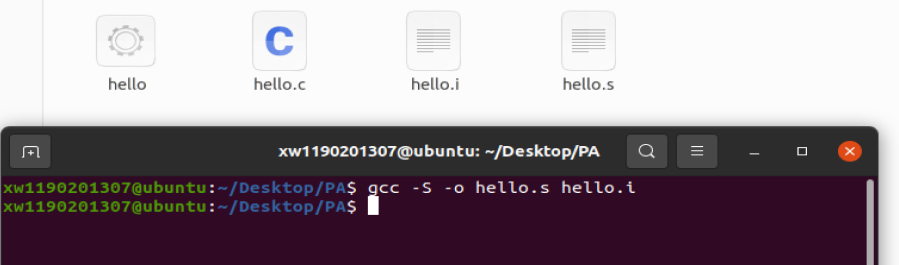 hello
hello.c
hello.i
hello.s
xw1190201307@ubuntu: ~/Desktop/PA
xw1190201307@ubuntu:~/Desktop/PA$ gcc -S -o hello.s hello.i
xw1190201307@ubuntu:~/Desktop/PA$